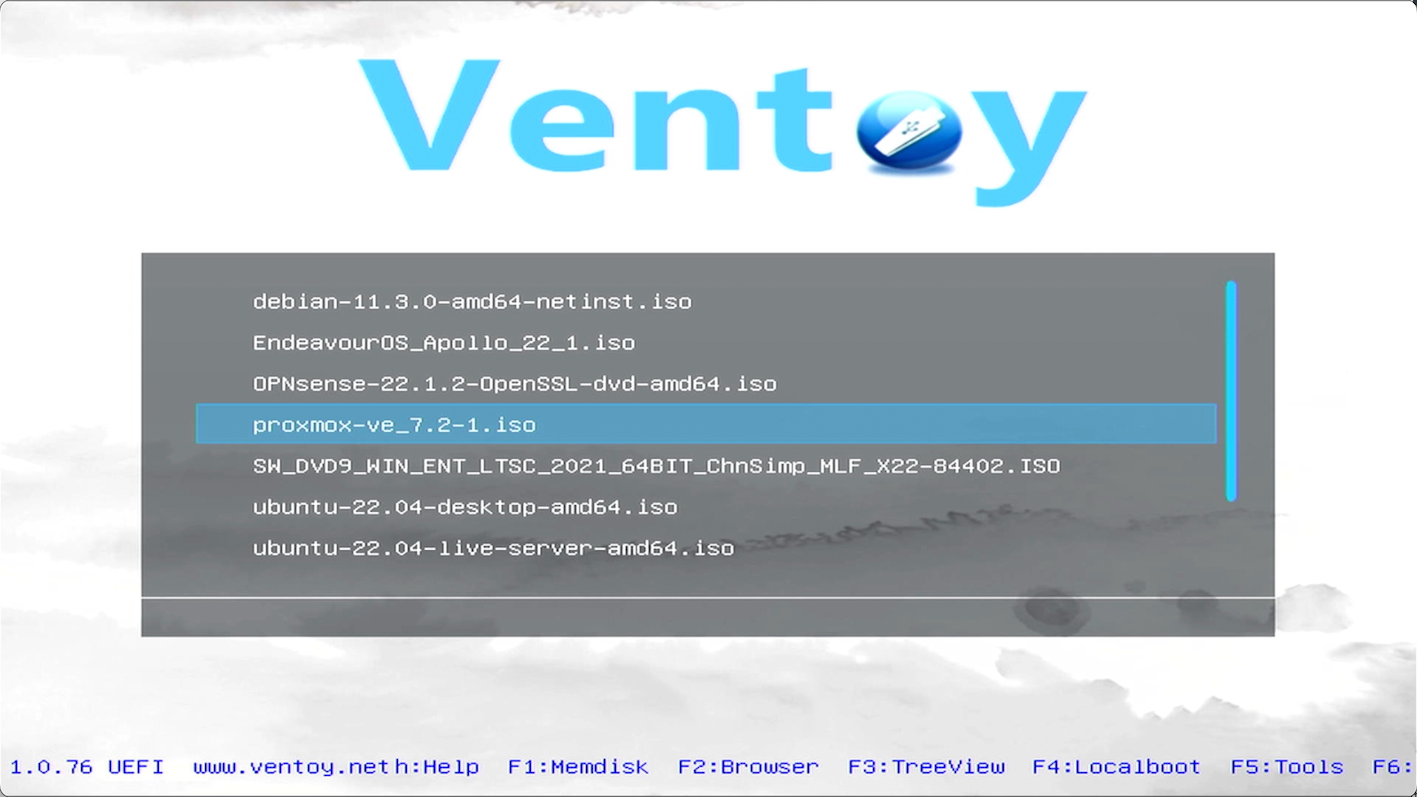 Ventoy
debian-11.3.0-amd64-netinst.iso
EndeavourOS_Apollo_22_1.iso
OPNsense-22.1.2-OpenSSL-dvd-amd64.iso
proxmox-ve_7.2-1.iso
SW_DVD9_WIN_ENT_LTSC_2021_64BIT_ChnSimp_MLF_X22-84402.ISO
ubuntu-22.04-desktop-amd64.iso
ubuntu-22.04-live-server-amd64.iso
1.0.76 UEFI www.ventoy.net h:Help F1:Memdisk F2:Browser F3:TreeView F4:Localboot F5:Tools F6: